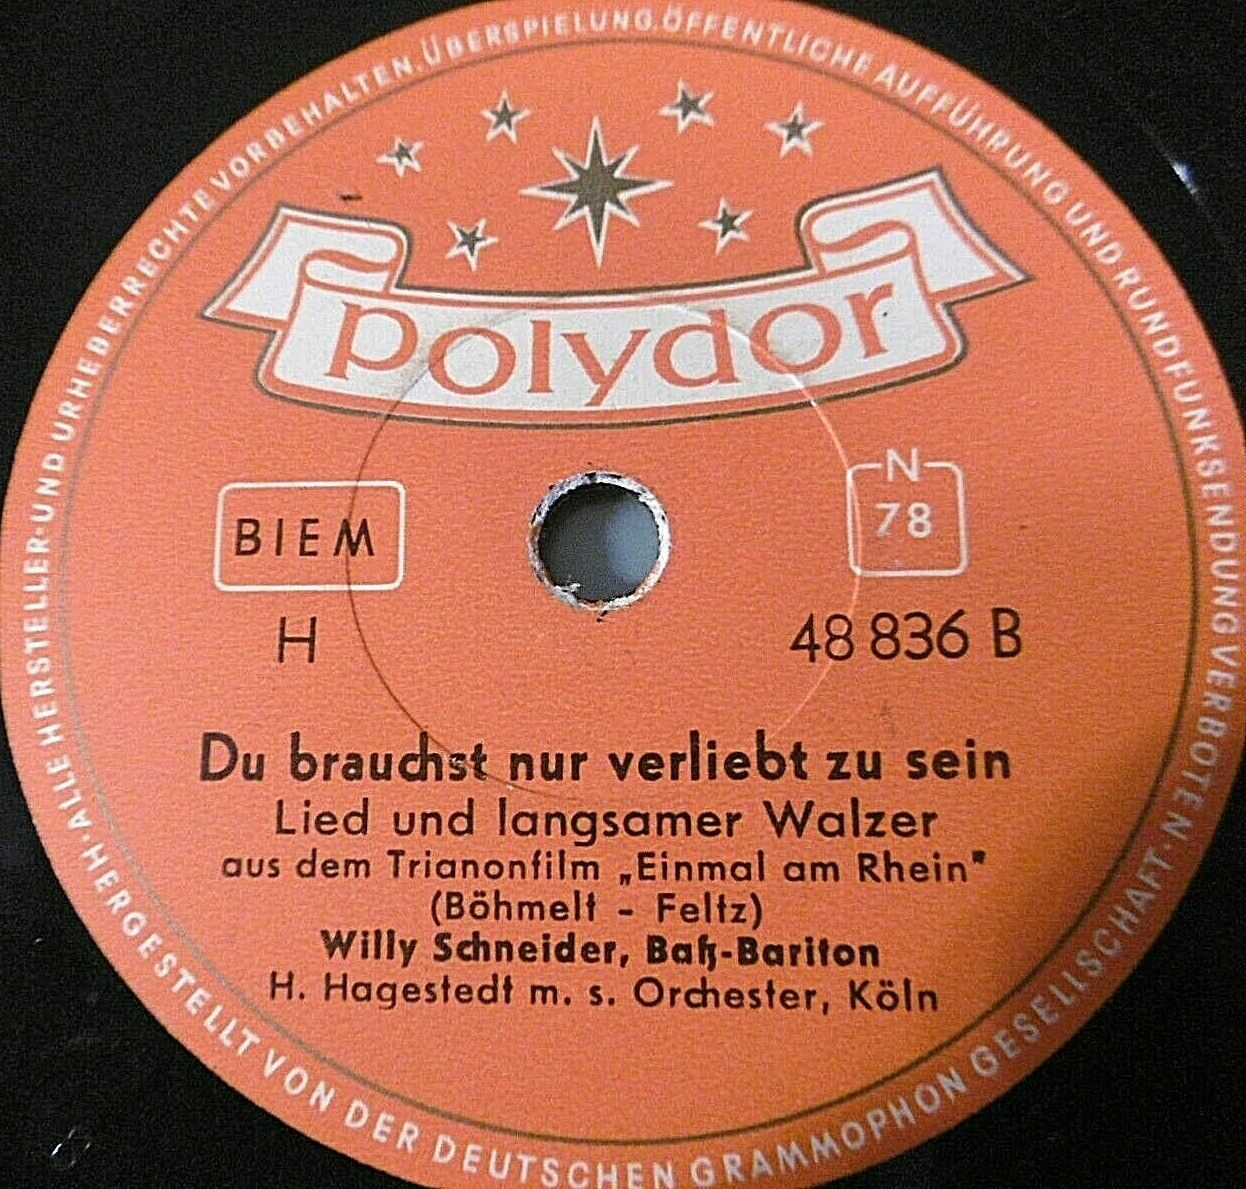 ALLE HERSTELLER-UND URHEBERRECHTE VORBEHALTEN. ÜBERSPIELUNG, ÖFFENTLICHE AUFFÜHRUNG UND RUNDFUNKSENDUNG VERBOTEN
polydor
BIEM
N
78
H
48 836 B
Du brauchst nur verliebt zu sein
Lied und langsamer Walzer
aus dem Trianonfilm „Einmal am Rhein"
(Böhmelt - Feltz)
Willy Schneider, Baß-Bariton
H. Hagestedt m. s. Orchester, Köln
HERGESTELLT VON DER DEUTSCHEN GRAMMOPHON GESELLSCHAFT